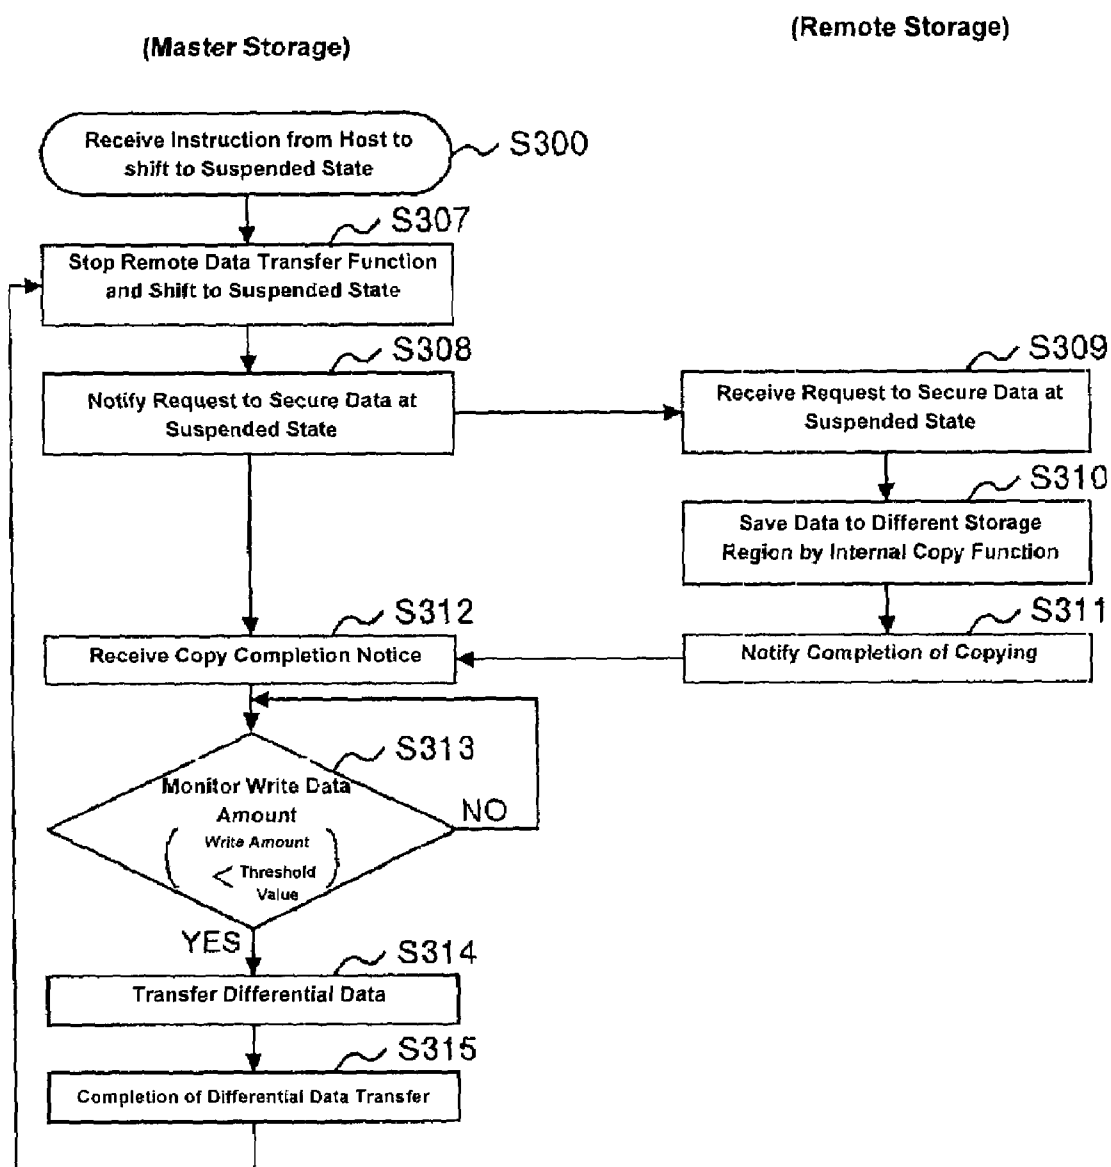 (Master Storage)
(Remote Storage)
Receive Instruction from Host to
shift to Suspended State
S300
S307
Stop Remote Data Transfer Function
and Shift to Suspended State
S308
Notify Request to Secure Data at
Suspended State
S309
Receive Request to Secure Data at
Suspended State
S310
Save Data to Different Storage
Region by Internal Copy Function
S311
Notify Completion of Copying
S312
Receive Copy Completion Notice
S313
Monitor Write Data
Amount
( Write Amount
< Threshold
Value )
NO
YES
S314
Transfer Differential Data
S315
Completion of Differential Data Transfer